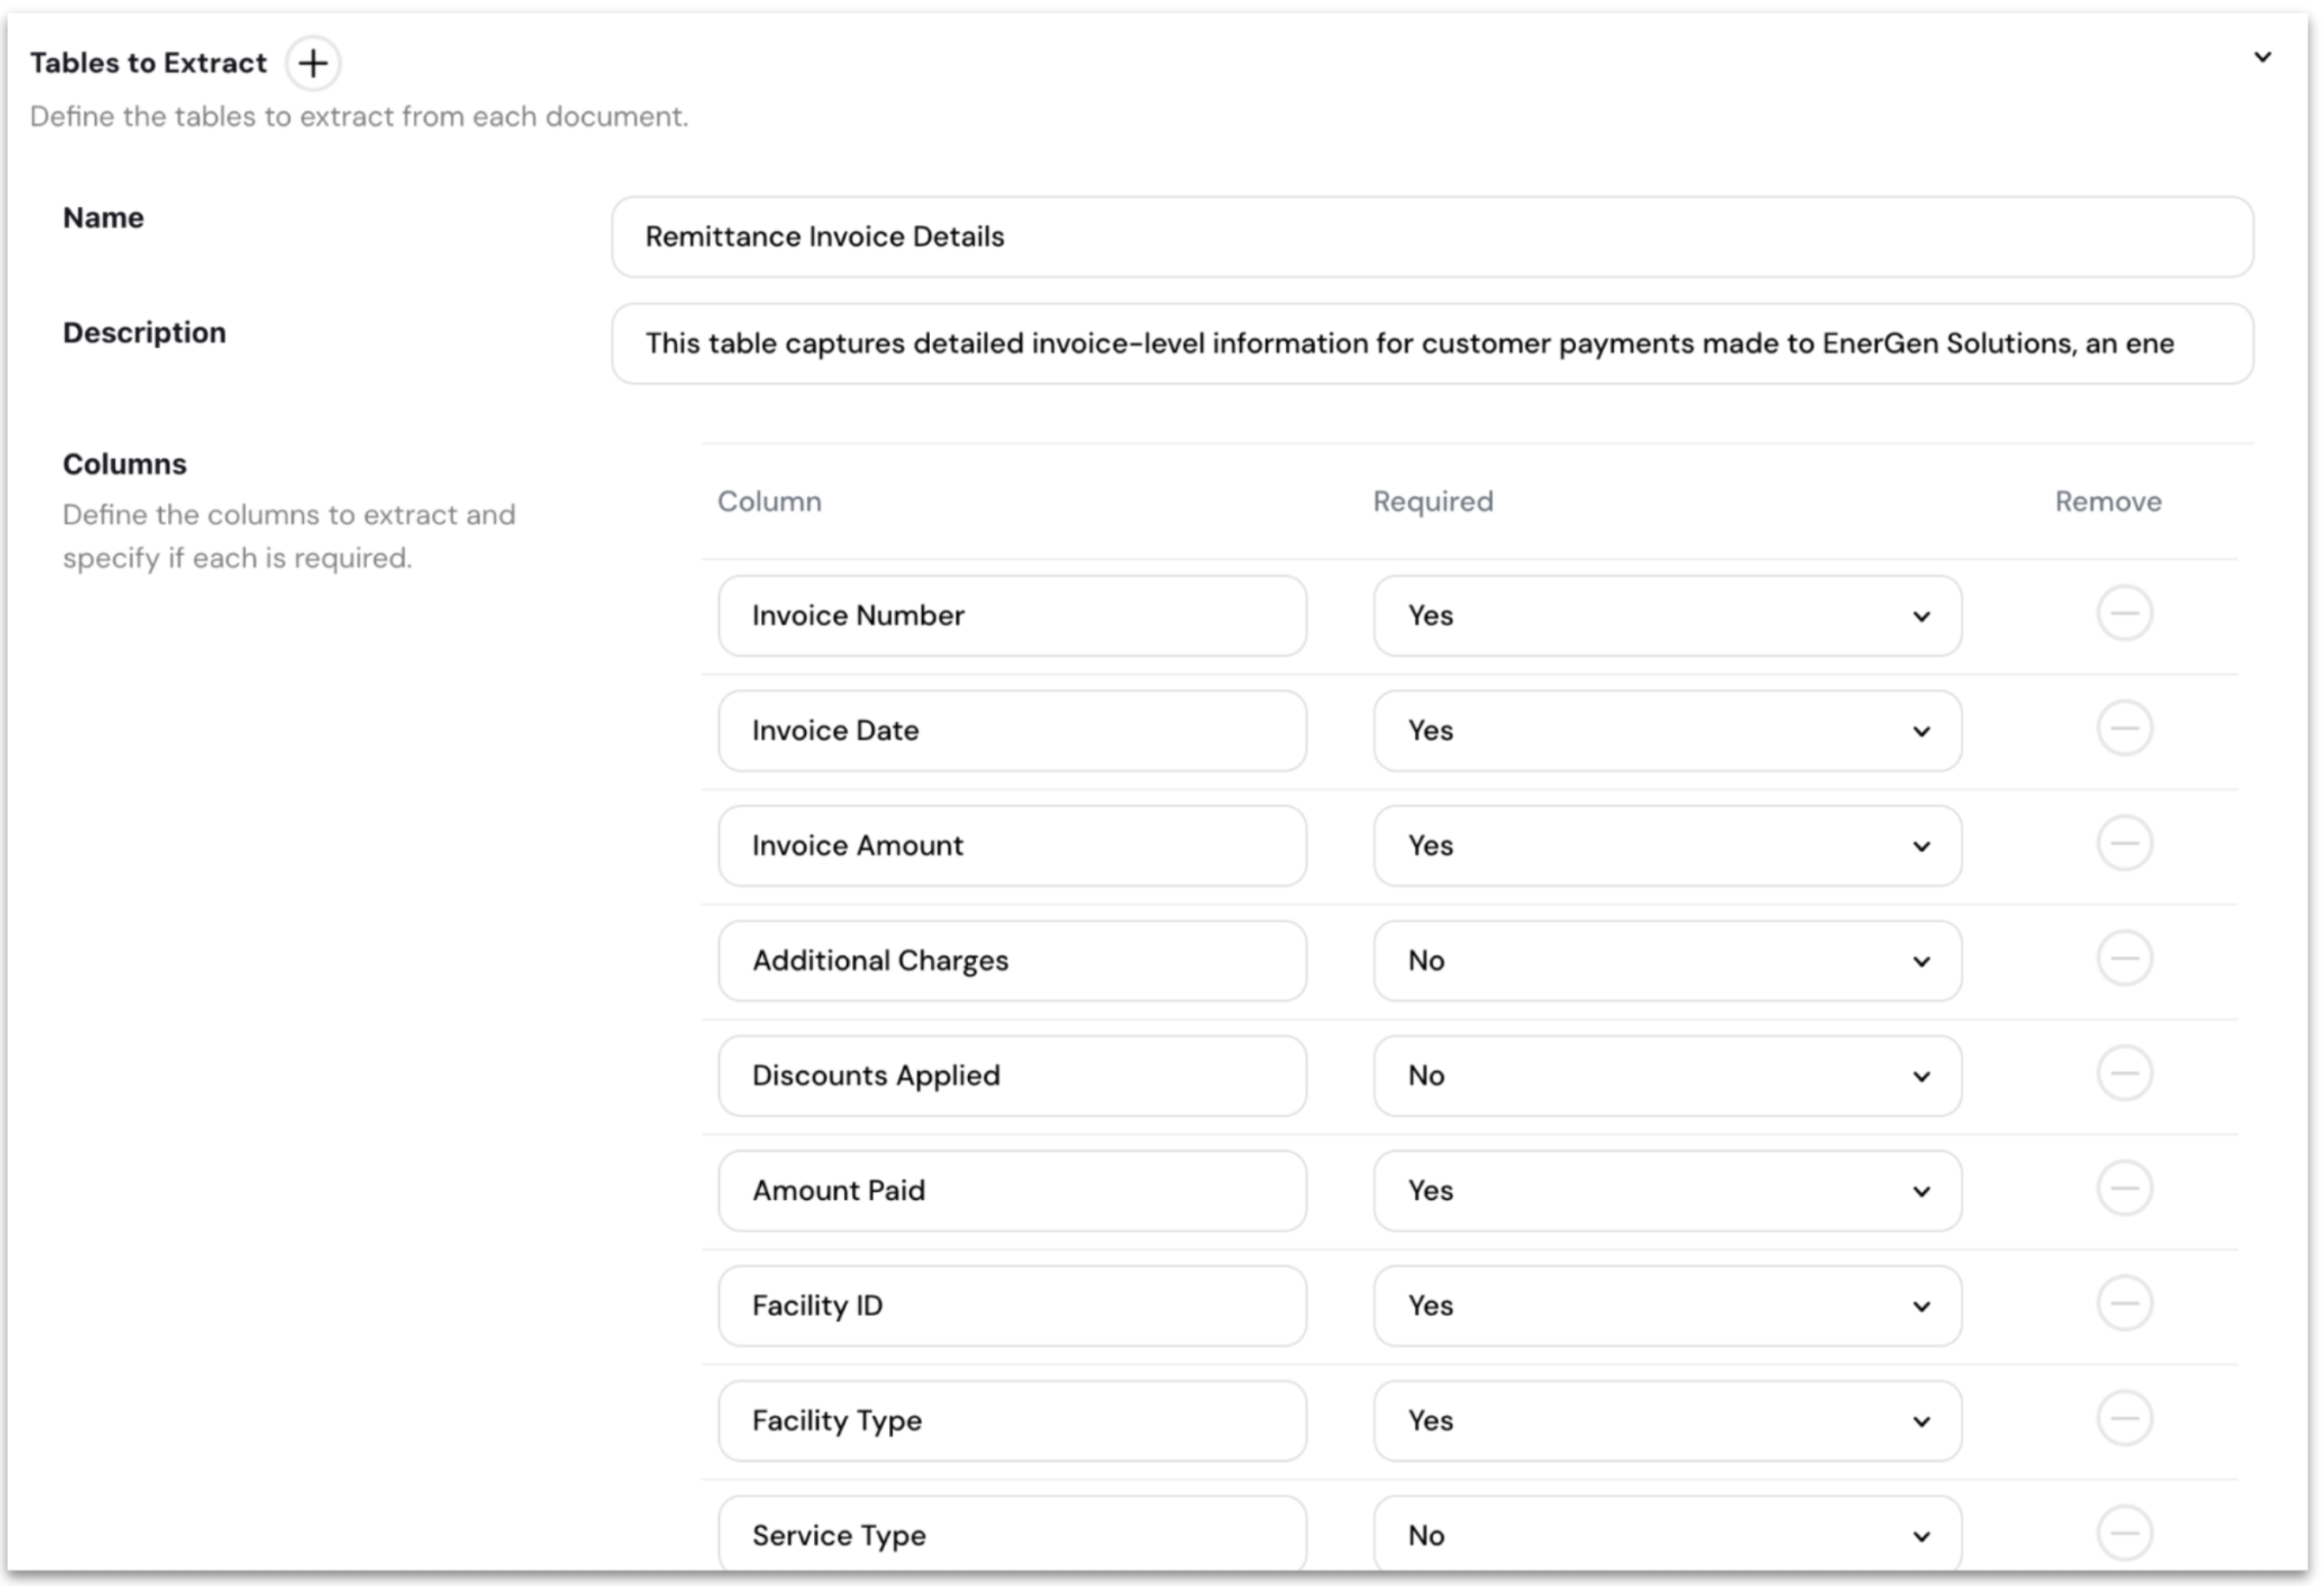 Tables to Extract
Define the tables to extract from each document.
Name
Remittance Invoice Details
Description
This table captures detailed invoice-level information for customer payments made to EnerGen Solutions, an ene
Columns
Define the columns to extract and
specify if each is required.
Column Required Remove
Invoice Number Yes
Invoice Date Yes
Invoice Amount Yes
Additional Charges No
Discounts Applied No
Amount Paid Yes
Facility ID Yes
Facility Type Yes
Service Type No